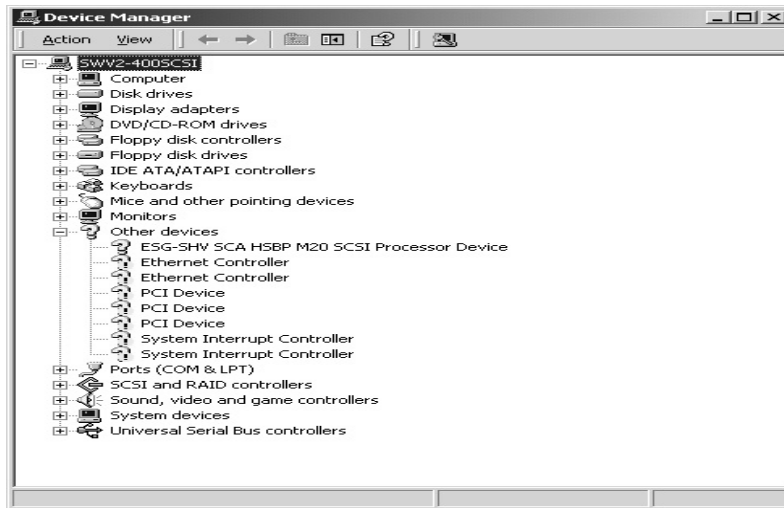 Device Manager
Action View
SWV2-400SCSI
Computer
Disk drives
Display adapters
DVD/CD-ROM drives
Floppy disk controllers
Floppy disk drives
IDE ATA/ATAPI controllers
Keyboards
Mice and other pointing devices
Monitors
Other devices
ESG-SHV SCA HSBP M20 SCSI Processor Device
Ethernet Controller
Ethernet Controller
PCI Device
PCI Device
PCI Device
System Interrupt Controller
System Interrupt Controller
Ports (COM & LPT)
SCSI and RAID controllers
Sound, video and game controllers
System devices
Universal Serial Bus controllers